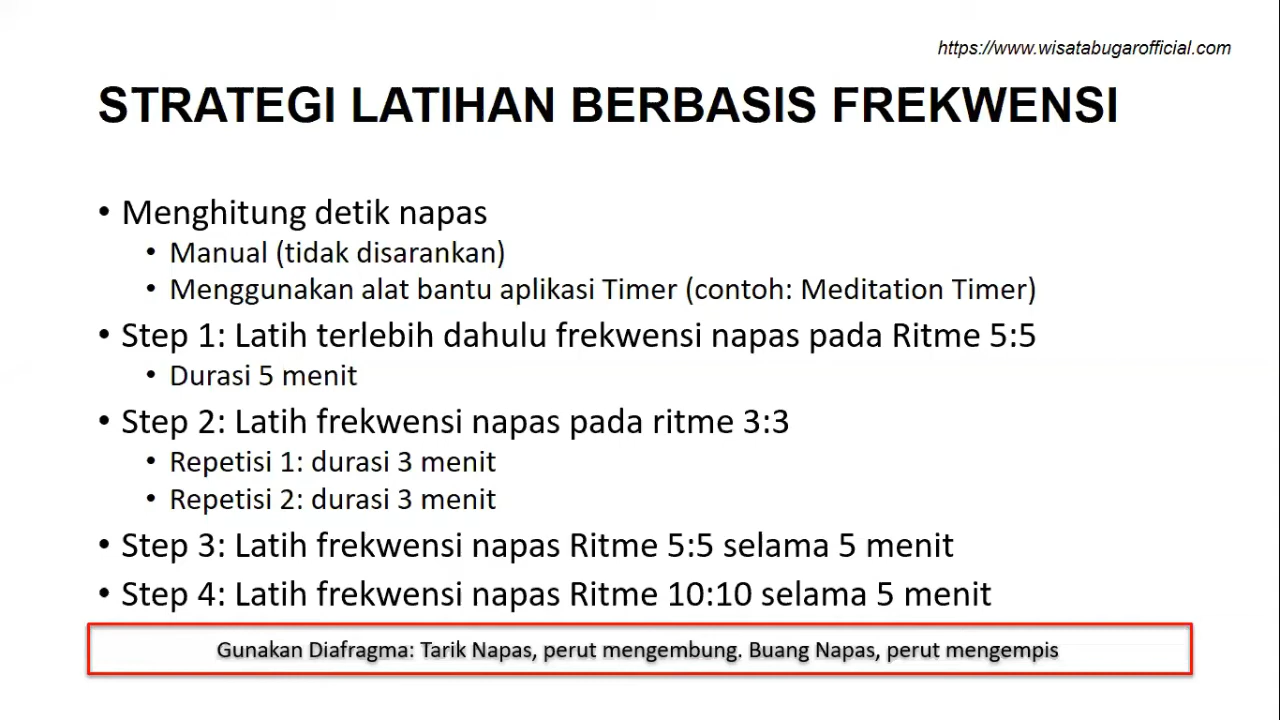 https://www.wisatabugarofficial.com
STRATEGI LATIHAN BERBASIS FREKWENSI
• Menghitung detik napas
• Manual (tidak disarankan)
• Menggunakan alat bantu aplikasi Timer (contoh: Meditation Timer)
• Step 1: Latih terlebih dahulu frekwensi napas pada Ritme 5:5
• Durasi 5 menit
• Step 2: Latih frekwensi napas pada ritme 3:3
• Repetisi 1: durasi 3 menit
• Repetisi 2: durasi 3 menit
• Step 3: Latih frekwensi napas Ritme 5:5 selama 5 menit
• Step 4: Latih frekwensi napas Ritme 10:10 selama 5 menit
Gunakan Diafragma: Tarik Napas, perut mengembung. Buang Napas, perut mengempis